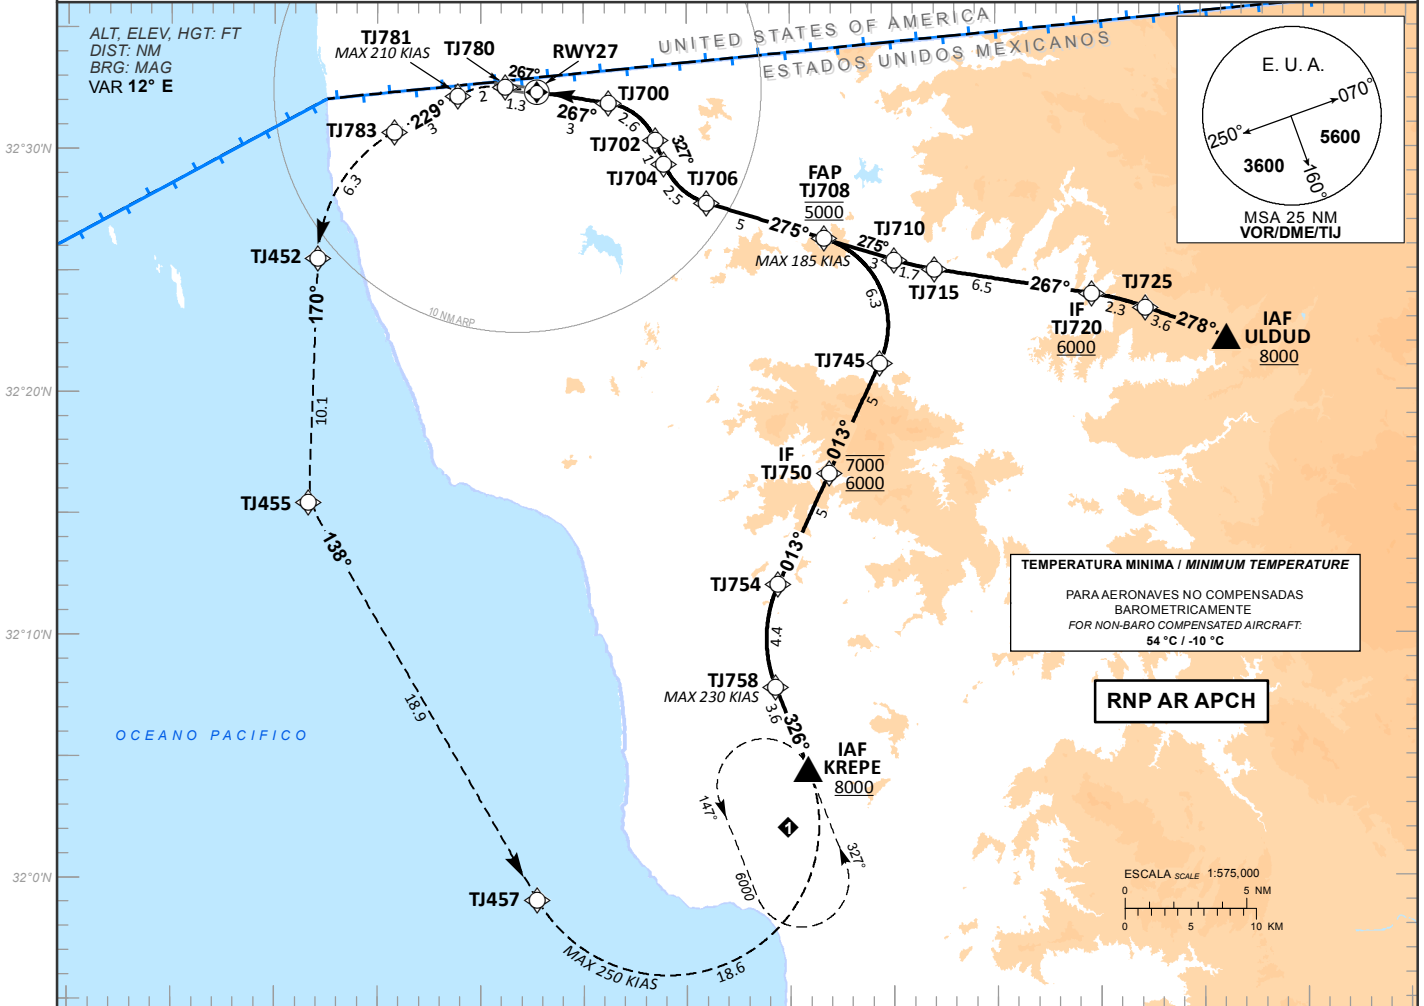 ALT, ELEV, HGT: FT
DIST: NM
BRG: MAG
VAR 12° E
TJ781
MAX 210 KIAS
TJ780
RWY27
UNITED STATES OF AMERICA
ESTADOS UNIDOS MEXICANOS
E. U. A.
070°
250°
5600
3600
160°
MSA 25 NM
VOR/DME/TIJ
267°
2
1.3
267°
3
TJ700
2.6
229°
3
TJ783
TJ702
327°
1
TJ704
TJ706
2.5
32°30'N
6.3
FAP
TJ708
5000
5
275°
MAX 185 KIAS
TJ710
275°
3
1.7
TJ715
6.5
267°
IF
TJ720
6000
2.3
TJ725
3.6
278°
IAF
ULDUD
8000
TJ452
170°
10 NM ARP
6.3
TJ745
32°20'N
10.1
5
013°
IF
TJ750
7000
6000
5
TJ455
138°
013°
TJ754
TEMPERATURA MINIMA / MINIMUM TEMPERATURE
PARA AERONAVES NO COMPENSADAS
BAROMETRICAMENTE
FOR NON-BARO COMPENSATED AIRCRAFT:
54 °C / -10 °C
32°10'N
4.4
TJ758
MAX 230 KIAS
3.6
326°
RNP AR APCH
18.9
OCEANO PACIFICO
IAF
KREPE
8000
147°
1
327°
6000
32°0'N
TJ457
MAX 250 KIAS
18.6
ESCALA SCALE 1:575,000
0 5 NM
0 5 10 KM